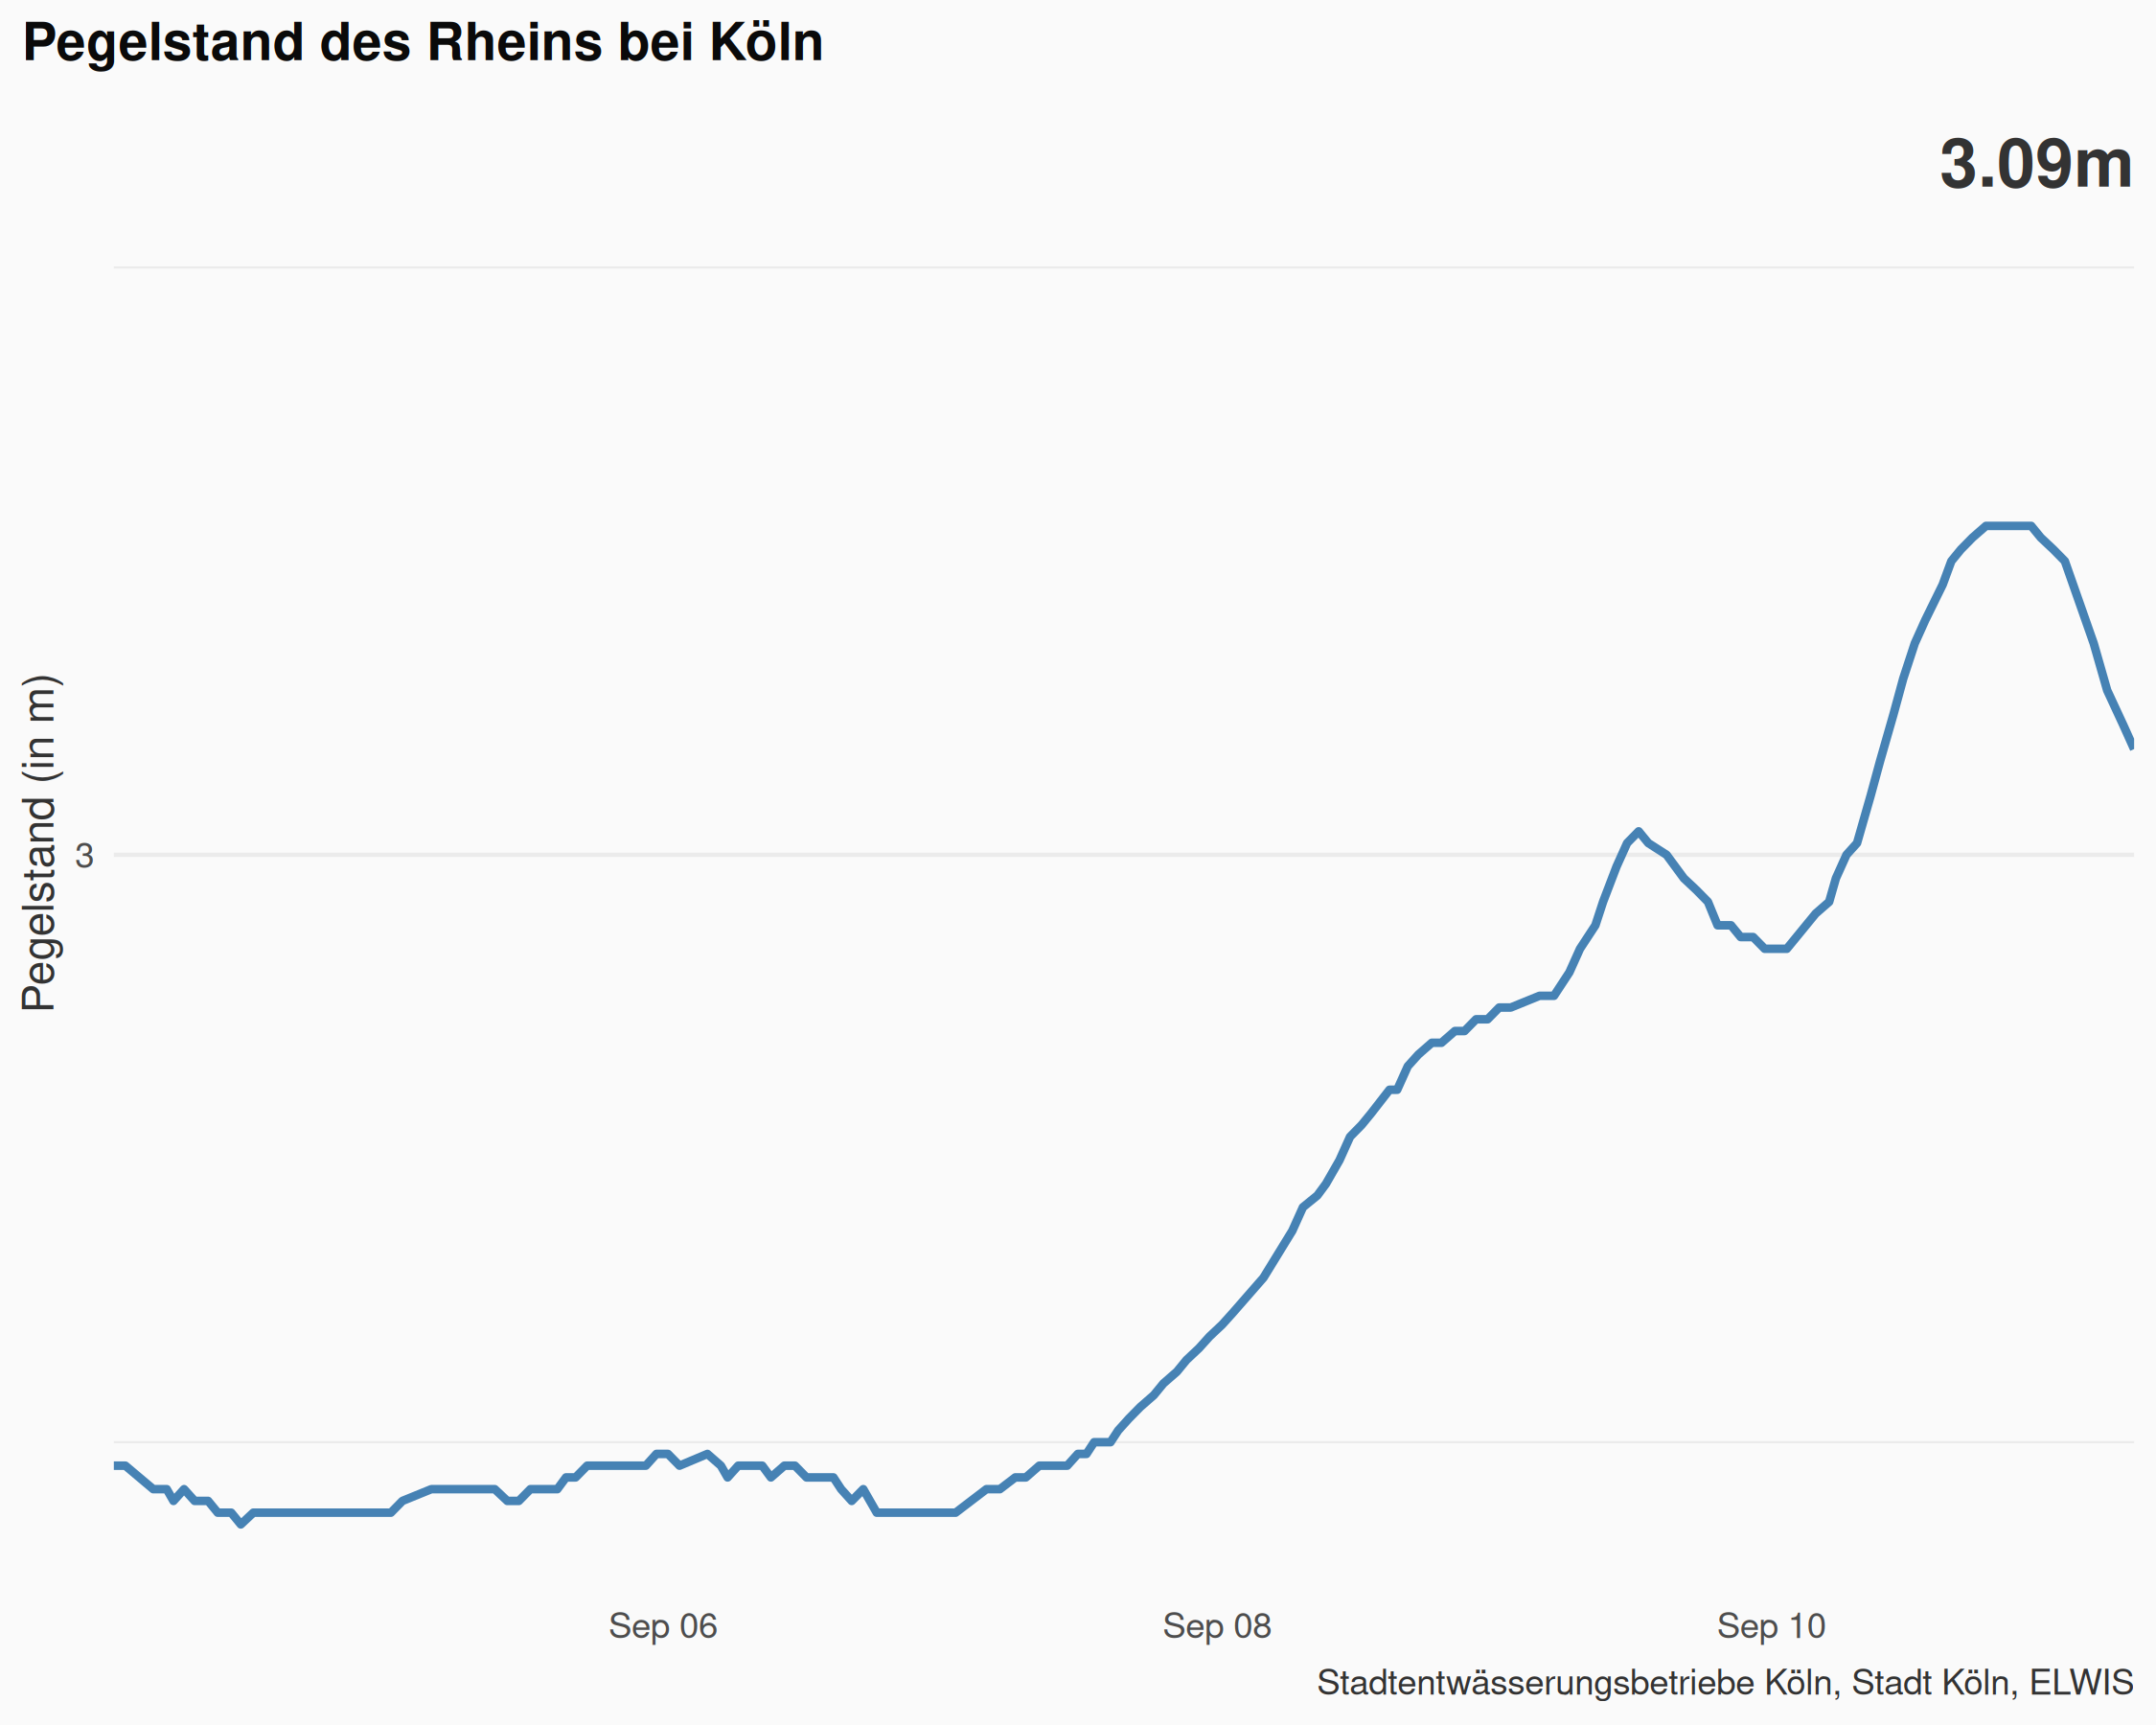 Pegelstand des Rheins bei Köln
3.09m
Pegelstand (in m)
3
Sep 06
Sep 08
Sep 10
Stadtentwässerungsbetriebe Köln, Stadt Köln, ELWIS